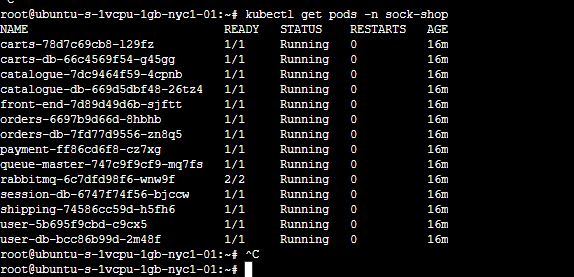 ^C
root@ubuntu-s-1vcpu-1gb-nyc1-01:~# kubectl get pods -n sock-shop
NAME READY STATUS RESTARTS AGE
carts-78d7c69cb8-l29fz 1/1 Running 0 16m
carts-db-66c4569f54-g45gg 1/1 Running 0 16m
catalogue-7dc9464f59-4cpnb 1/1 Running 0 16m
catalogue-db-669d5dbf48-26tz4 1/1 Running 0 16m
front-end-7d89d49d6b-sjftt 1/1 Running 0 16m
orders-6697b9d66d-8hbhb 1/1 Running 0 16m
orders-db-7fd77d9556-zn8q5 1/1 Running 0 16m
payment-ff86cd6f8-cz7xg 1/1 Running 0 16m
queue-master-747c9f9cf9-mq7fs 1/1 Running 0 16m
rabbitmq-6c7dfd98f6-wnw9f 2/2 Running 0 16m
session-db-6747f74f56-bjccw 1/1 Running 0 16m
shipping-74586cc59d-h5fh6 1/1 Running 0 16m
user-5b695f9cbd-c9cx5 1/1 Running 0 16m
user-db-bcc86b99d-2m48f 1/1 Running 0 16m
root@ubuntu-s-1vcpu-1gb-nyc1-01:~# ^C
root@ubuntu-s-1vcpu-1gb-nyc1-01:~#